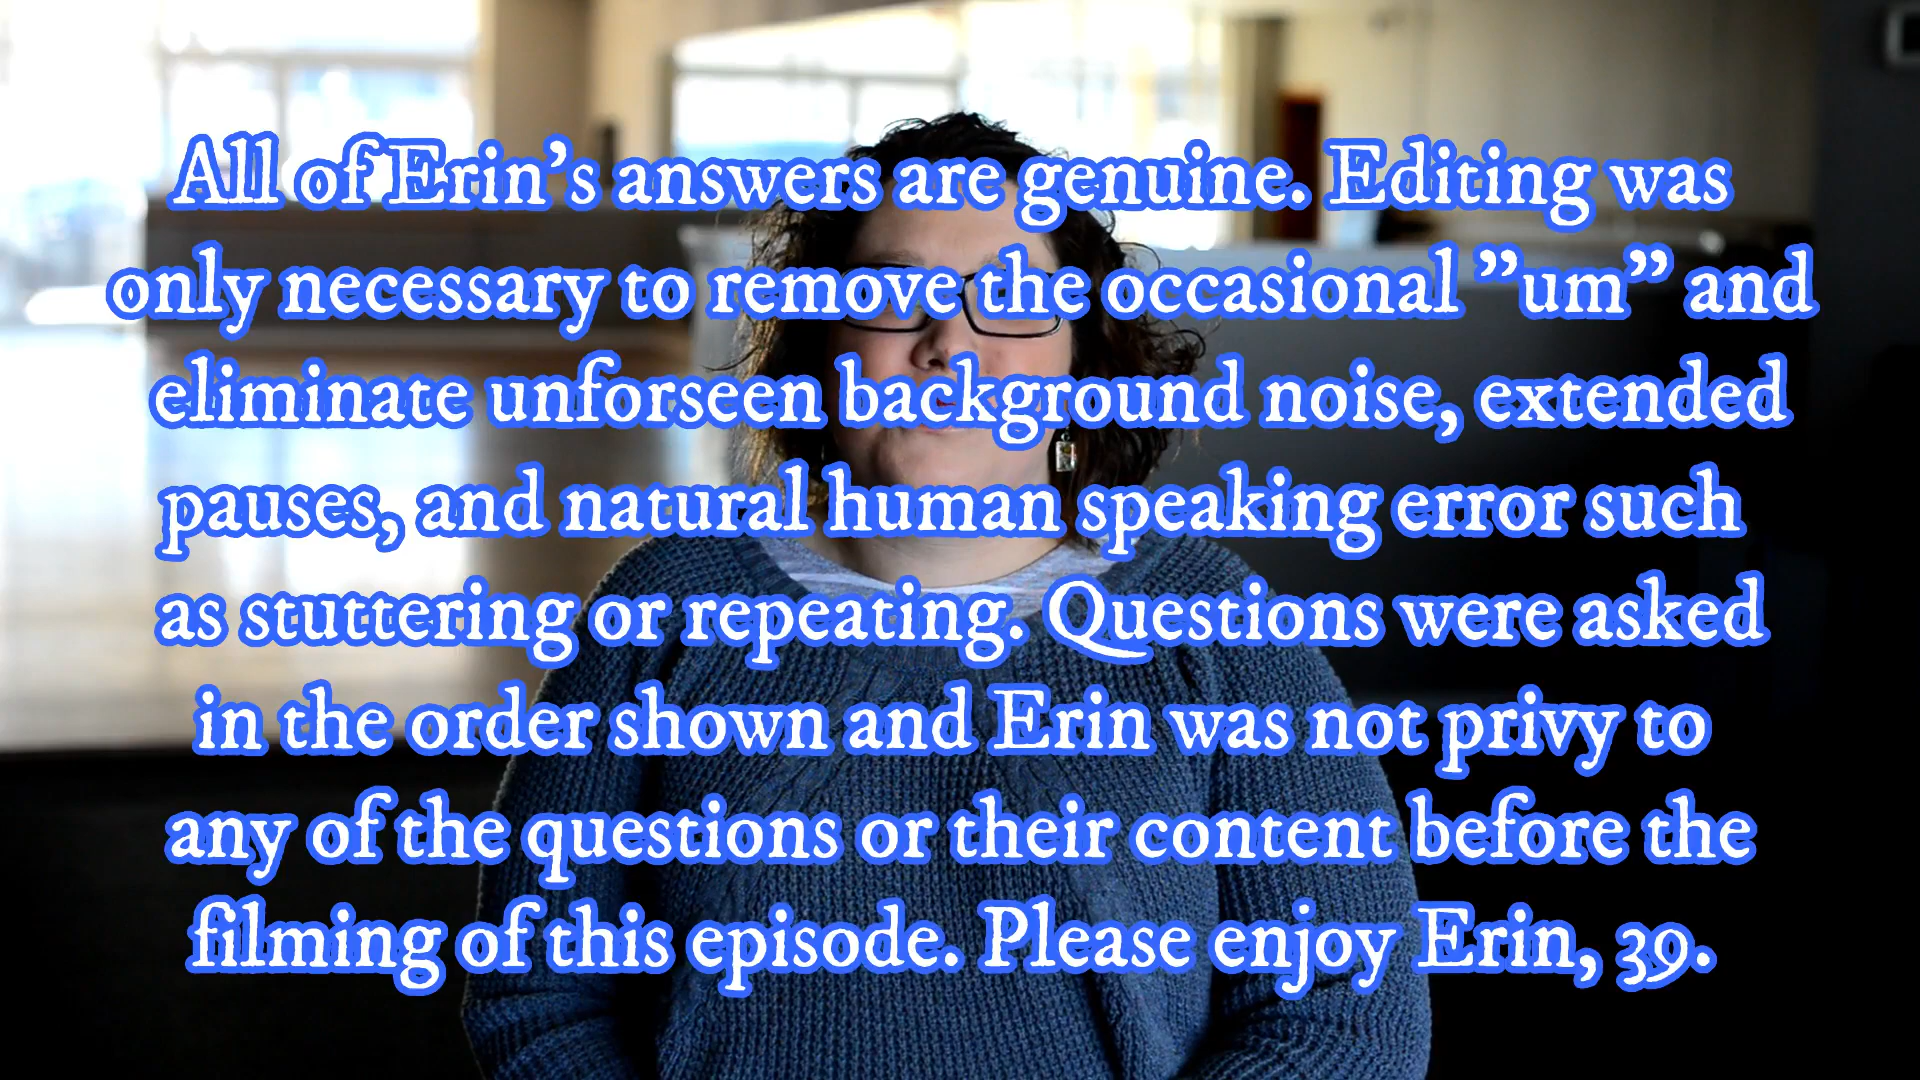 All of Erin's answers are genuine. Editing was
only necessary to remove the occasional "um" and
eliminate unforseen background noise, extended
pauses, and natural human speaking error such
as stuttering or repeating. Questions were asked
in the order shown and Erin was not privy to
any of the questions or their content before the
filming of this episode. Please enjoy Erin, 39.